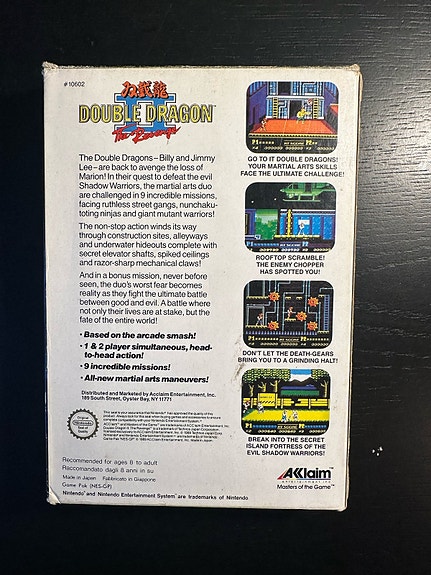 #10602
双截龍
II
DOUBLE DRAGON
The Revenge
The Double Dragons – Billy and Jimmy
Lee – are back to avenge the loss of
Marion! In their quest to defeat the evil
Shadow Warriors, the martial arts duo
are challenged in 9 incredible missions,
facing ruthless street gangs, nunchaku-
toting ninjas and giant mutant warriors!
The non-stop action winds its way
through construction sites, alleyways
and underwater hideouts complete with
secret elevator shafts, spiked ceilings
and razor-sharp mechanical claws!
And in a bonus mission, never before
seen, the duo's worst fear becomes
reality as they fight the ultimate battle
between good and evil. A battle where
not only their lives are at stake, but the
fate of the entire world!
• Based on the arcade smash!
• 1 & 2 player simultaneous, head-
to-head action!
• 9 incredible missions!
• All-new martial arts maneuvers!
Distributed and Marketed by Acclaim Entertainment, Inc.
189 South Street, Oyster Bay, NY 11771
Recommended for ages 8 to adult
Raccomandato dagli 8 anni in su
Made in Japan Fabbricato in Giappone
Game Pak (NES-GP)
Nintendo® and Nintendo Entertainment System™ are trademarks of Nintendo
GO TO IT DOUBLE DRAGONS!
YOUR MARTIAL ARTS SKILLS
FACE THE ULTIMATE CHALLENGE!
ROOFTOP SCRAMBLE!
THE ENEMY CHOPPER
HAS SPOTTED YOU!
DON'T LET THE DEATH-GEARS
BRING YOU TO A GRINDING HALT!
BREAK INTO THE SECRET
ISLAND FORTRESS OF THE
EVIL SHADOW WARRIORS!
AKklaim
entertainment inc
Masters of the Game™